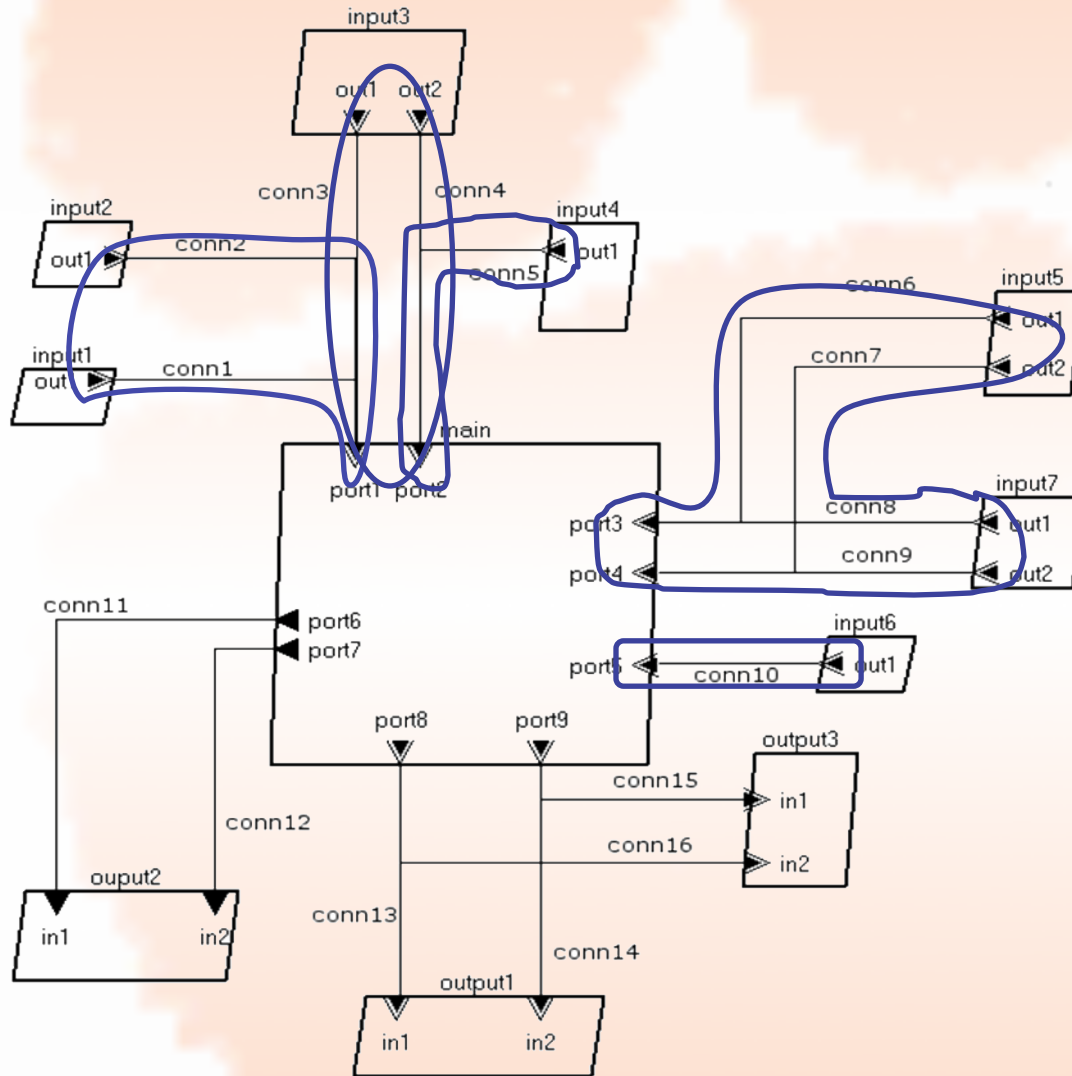 input3
out1 out2
conn3 conn4
input2
out1
conn2
input4
out1
conn5
input5
out1
out2
conn6
conn7
input1
out
conn1
main
port1 port2
input7
out1
out2
conn8
conn9
port3
port4
conn11
port6
port7
input6
out1
port5
conn10
port8 port9
output3
in1
in2
conn15
conn16
conn12
ouput2
in1 in2
conn13
conn14
output1
in1 in2